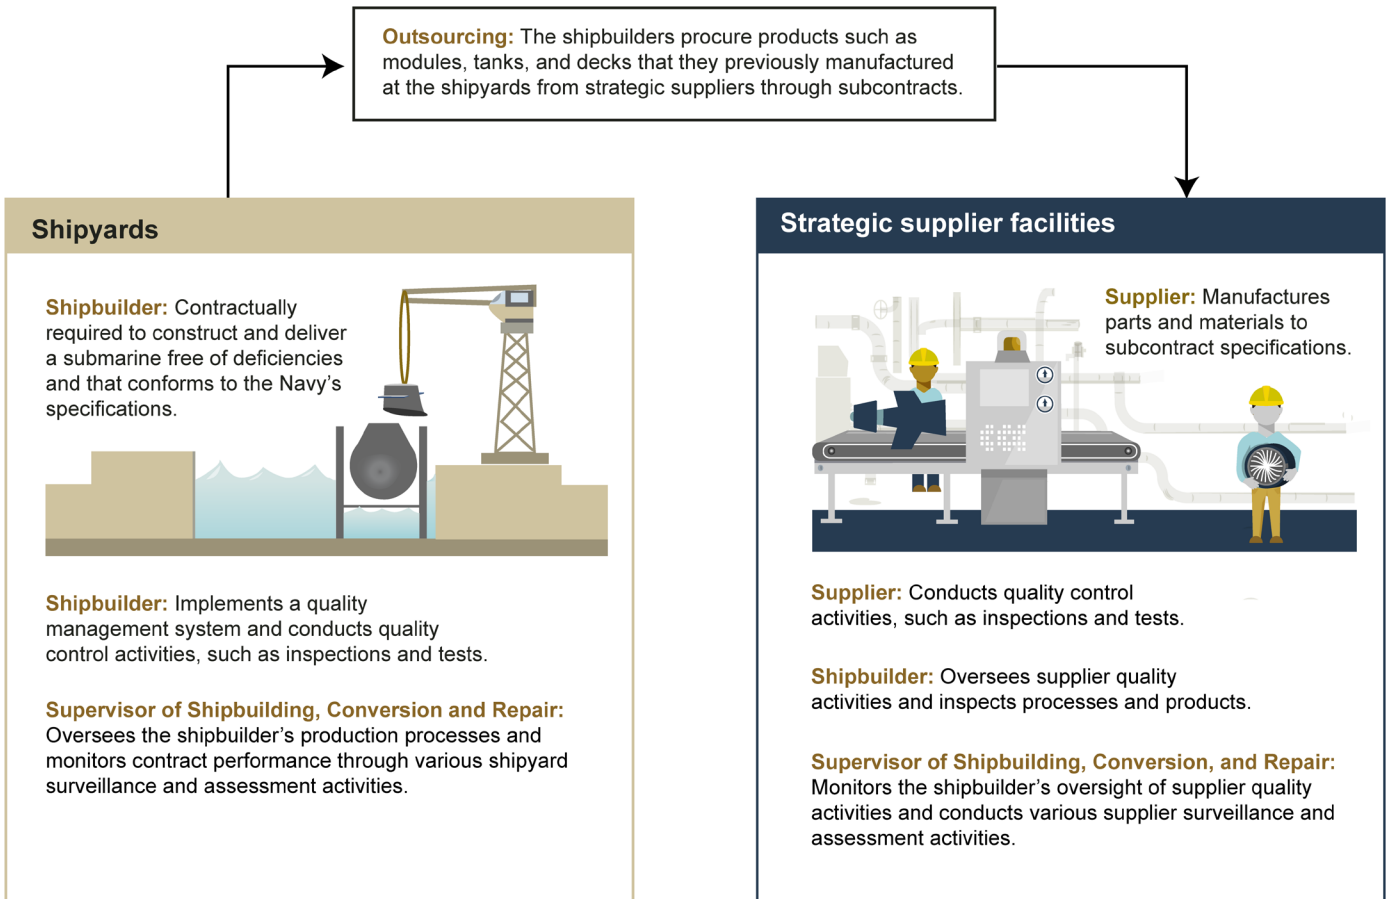 Outsourcing: The shipbuilders procure products such as
modules, tanks, and decks that they previously manufactured
at the shipyards from strategic suppliers through subcontracts.
Shipyards
Shipbuilder: Contractually
required to construct and deliver
a submarine free of deficiencies
and that conforms to the Navy’s
specifications.
Shipbuilder: Implements a quality
management system and conducts quality
control activities, such as inspections and tests.
Supervisor of Shipbuilding, Conversion and Repair:
Oversees the shipbuilder’s production processes and
monitors contract performance through various shipyard
surveillance and assessment activities.
Strategic supplier facilities
Supplier: Manufactures
parts and materials to
subcontract specifications.
Supplier: Conducts quality control
activities, such as inspections and tests.
Shipbuilder: Oversees supplier quality
activities and inspects processes and products.
Supervisor of Shipbuilding, Conversion, and Repair:
Monitors the shipbuilder’s oversight of supplier quality
activities and conducts various supplier surveillance and
assessment activities.